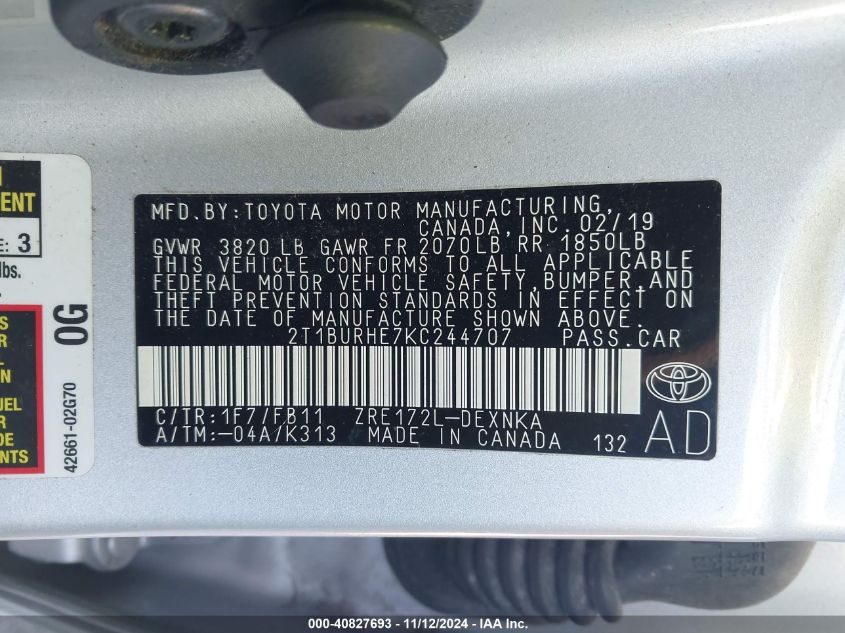 MFD.BY:TOYOTA MOTOR MANUFACTURING,
CANADA, INC. 02/19
GVWR 3820 LB GAWR FR 2070LB RR 1850LB
THIS VEHICLE CONFORMS TO ALL APPLICABLE
FEDERAL MOTOR VEHICLE SAFETY, BUMPER, AND
THEFT PREVENTION STANDARDS IN EFFECT ON
THE DATE OF MANUFACTURE SHOWN ABOVE.
2T1BURHE7KC244707 PASS.CAR
C/TR:1F7/FB11 ZRE172L-DEXNKA
A/TM:-04A/K313 MADE IN CANADA 132
AD
: 3
lbs.
0G
42661-02G70
000-40827693 - 11/12/2024 - IAA Inc.